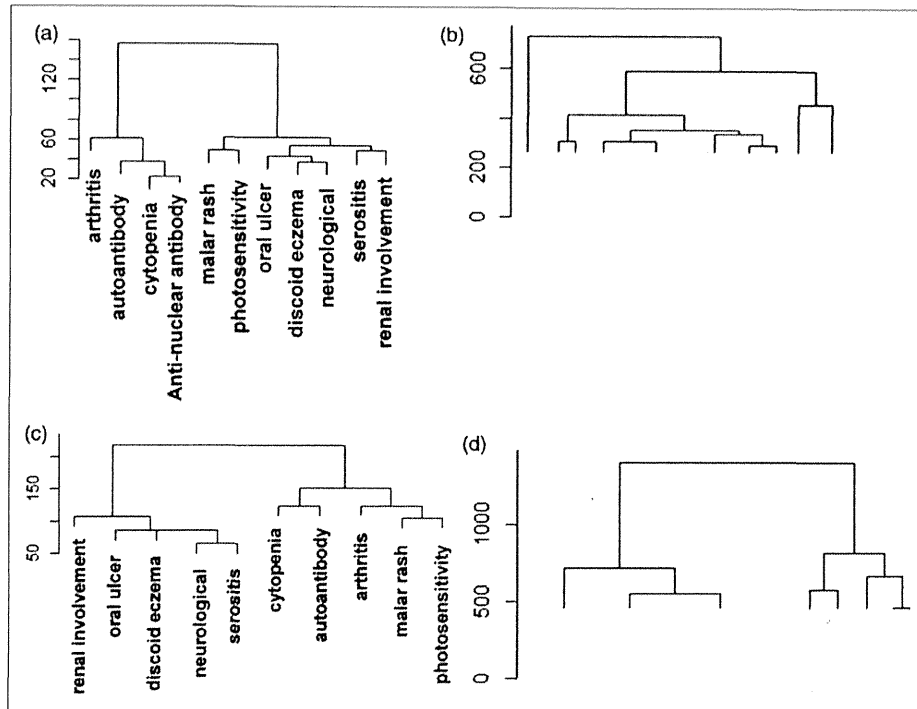 (a)
120
60
20
arthritis
autoantibody
cytopenia
Anti-nuclear antibody
malar rash
photosensitivity
oral ulcer
discoid eczema
neurological
serositis
renal involvement
(b)
600
200
0
(c)
150
50
renal involvement
oral ulcer
discoid eczema
neurological
serositis
cytopenia
autoantibody
arthritis
malar rash
photosensitivity
(d)
1000
500
0